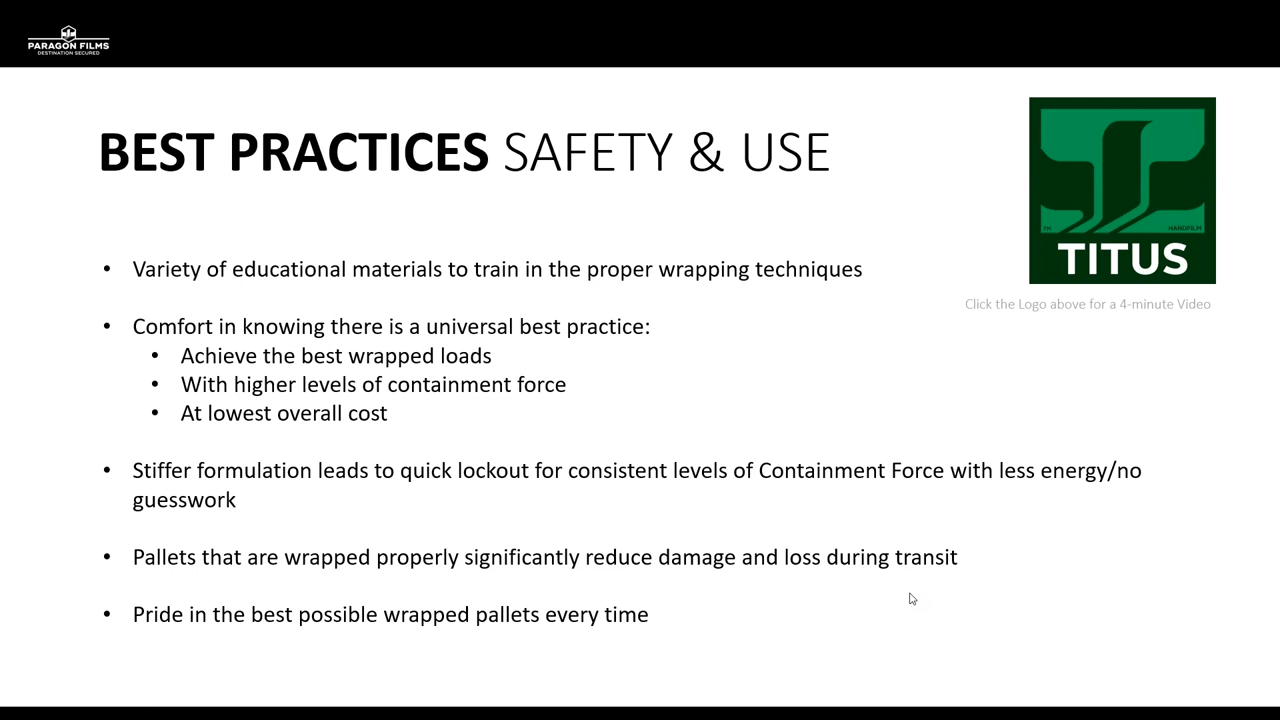 PARAGON FILMS
DESTINATION SECURED
BEST PRACTICES SAFETY & USE
HANDFILM
TITUS
Click the Logo above for a 4-minute Video
• Variety of educational materials to train in the proper wrapping techniques
• Comfort in knowing there is a universal best practice:
• Achieve the best wrapped loads
• With higher levels of containment force
• At lowest overall cost
• Stiffer formulation leads to quick lockout for consistent levels of Containment Force with less energy/no
guesswork
• Pallets that are wrapped properly significantly reduce damage and loss during transit
• Pride in the best possible wrapped pallets every time